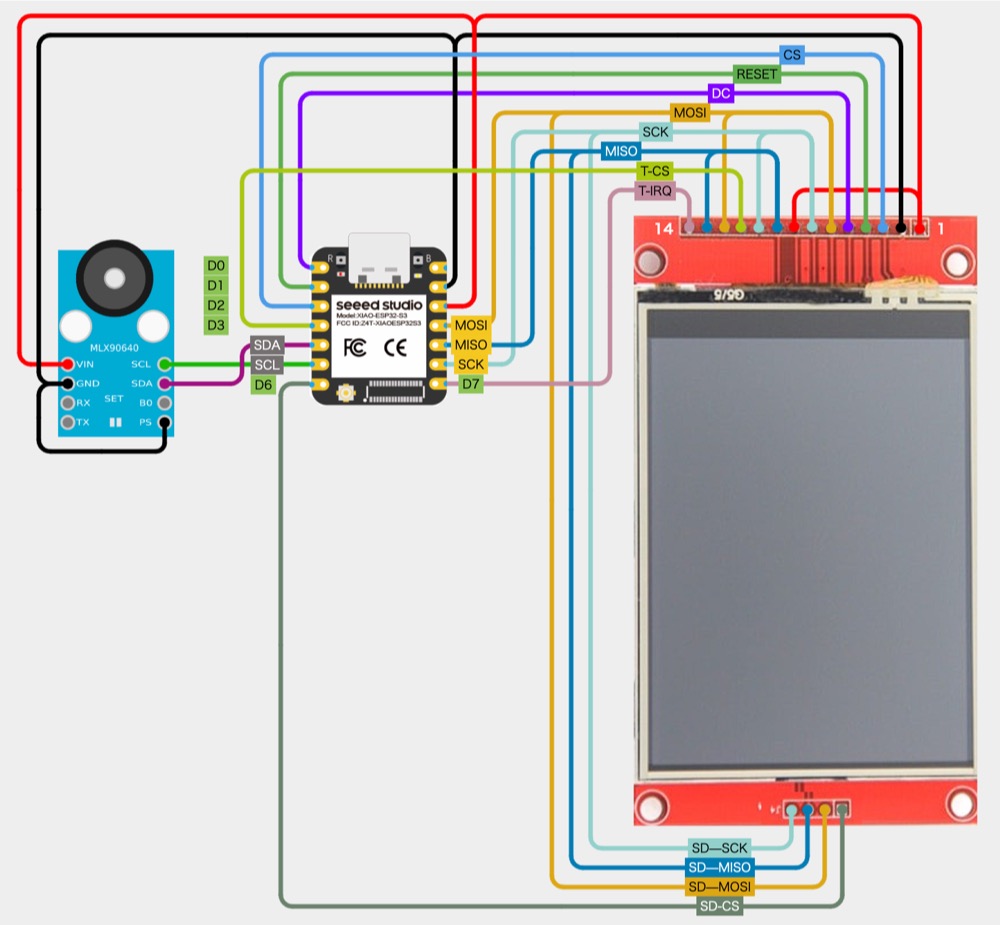 CS
RESET
DC
MOSI
SCK
MISO
T-CS
T-IRQ
14
1
R
B
D0
D1
D2
D3
seeed studio
Model:XIAO-ESP32-S3
FCC ID:Z4T-XIAOESP32S3
FC CE
MOSI
MISO
SCK
D7
SDA
SCL
D6
MLX90640
VIN
SCL
GND
SDA
SET
RX
B0
TX
PS
SD—SCK
SD—MISO
SD—MOSI
SD-CS